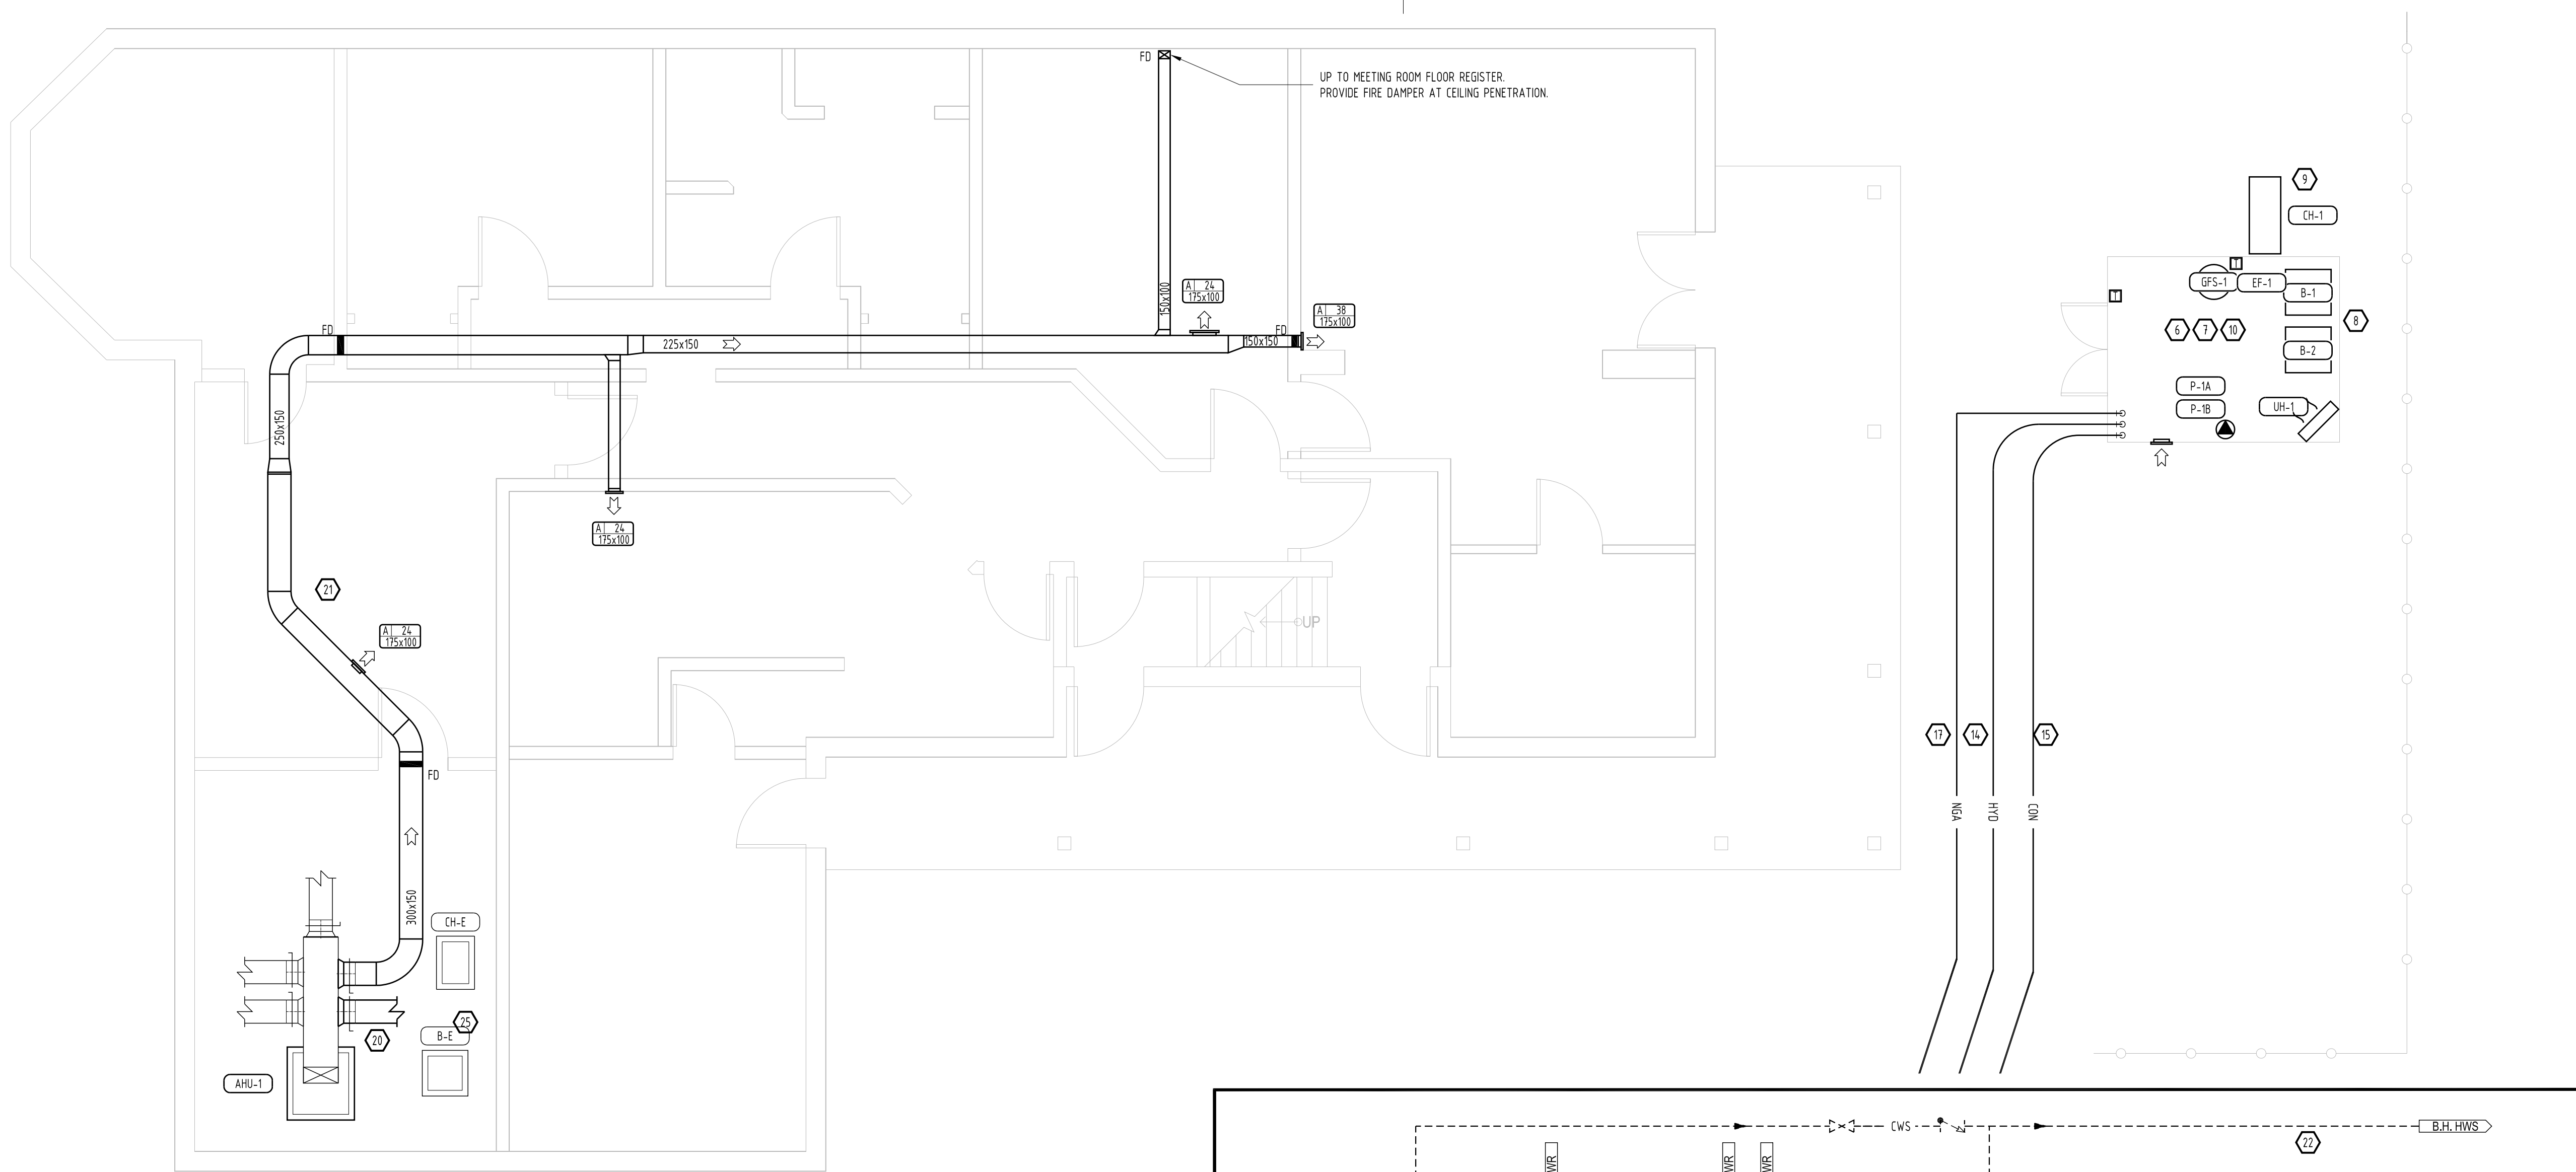 FD
UP TO MEETING ROOM FLOOR REGISTER.
PROVIDE FIRE DAMPER AT CEILING PENETRATION.
9
CH-1
GFS-1
EF-1
B-1
T
T
150x100
A 24
175x100
A 38
175x100
6
7
10
8
FD
225x150
FD
150x150
B-2
P-1A
P-1B
UH-1
250x150
A 24
175x100
21
A 24
175x100
UP
17
14
15
FD
NGA
HYD
CON
300x150
CH-E
25
B-E
20
AHU-1
CWS
B.H. HWS
22
WR
WR
WR